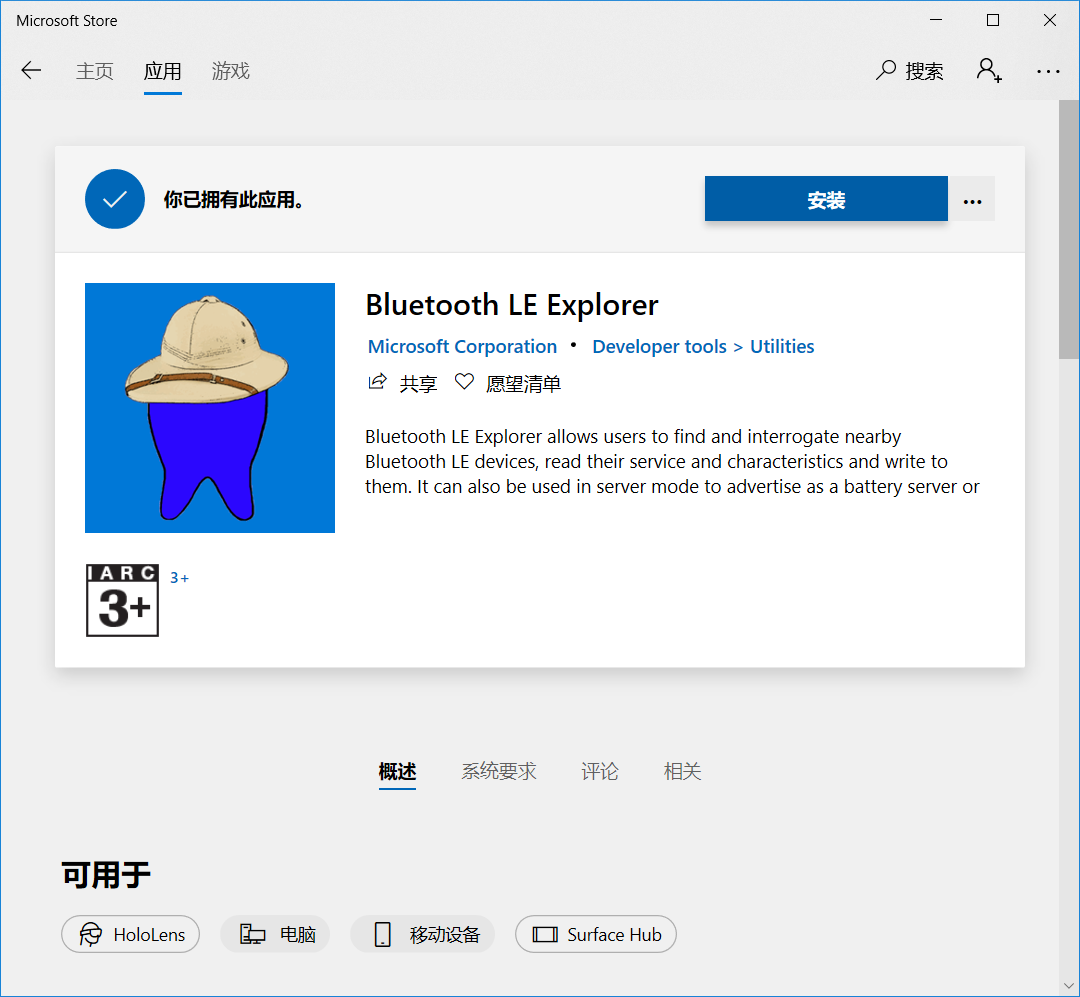 Microsoft Store
主页 应用 游戏 搜索
你已拥有此应用。 安装
Bluetooth LE Explorer
Microsoft Corporation • Developer tools > Utilities
共享 愿望清单
Bluetooth LE Explorer allows users to find and interrogate nearby
Bluetooth LE devices, read their service and characteristics and write to
them. It can also be used in server mode to advertise as a battery server or
IARC
3+
3+
概述 系统要求 评论 相关
可用于
HoloLens 电脑 移动设备 Surface Hub